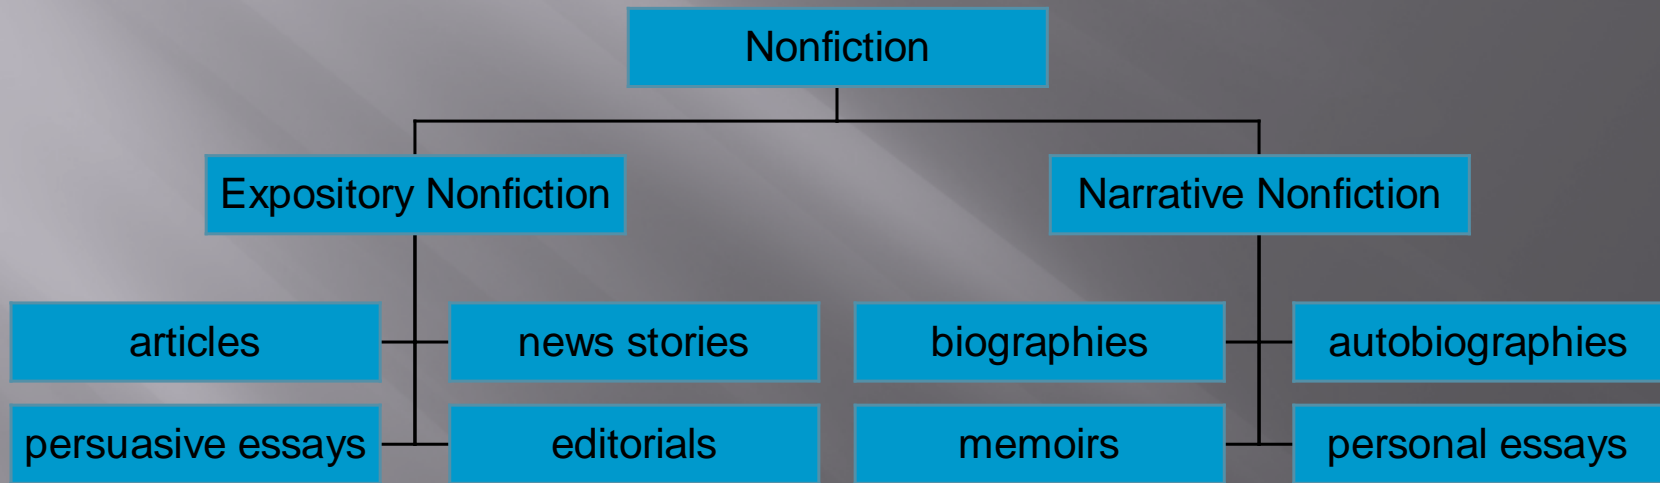 Nonfiction
Expository Nonfiction
Narrative Nonfiction
articles
news stories
biographies
autobiographies
persuasive essays
editorials
memoirs
personal essays